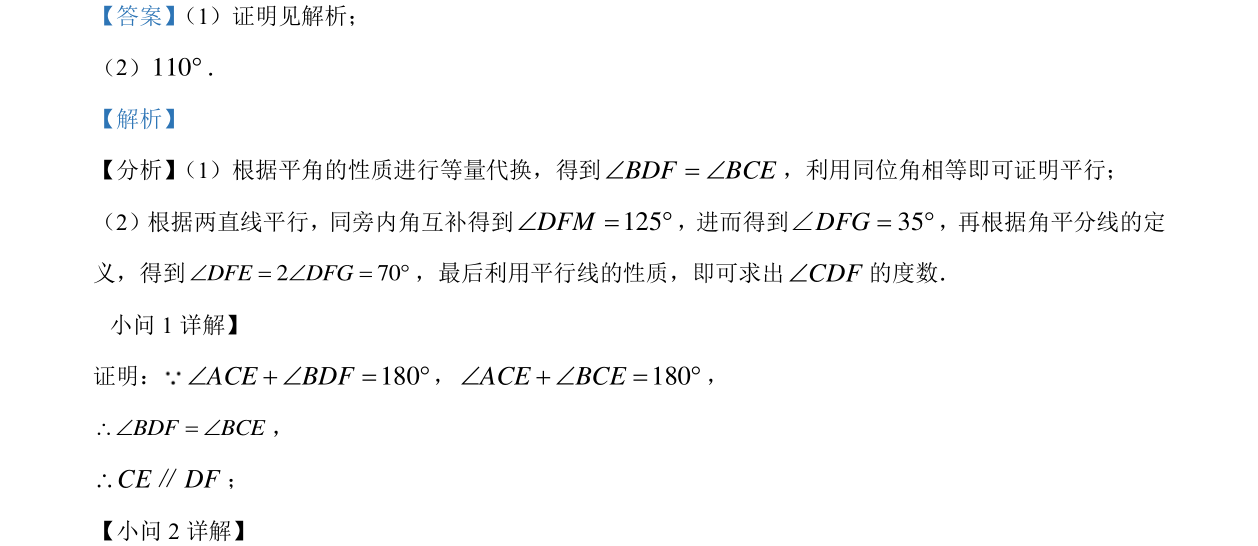 【答案】（1）证明见解析；
（2）110°.
【解析】
【分析】（1）根据平角的性质进行等量代换，得到∠BDF = ∠BCE，利用同位角相等即可证明平行；
（2）根据两直线平行，同旁内角互补得到∠DFM = 125°，进而得到∠DFG = 35°，再根据角平分线的定
义，得到∠DFE = 2∠DFG = 70°，最后利用平行线的性质，即可求出∠CDF 的度数．
小问 1 详解】
证明：∵∠ACE + ∠BDF = 180°，∠ACE + ∠BCE = 180°，
∴∠BDF = ∠BCE，
∴CE∥DF；
【小问 2 详解】